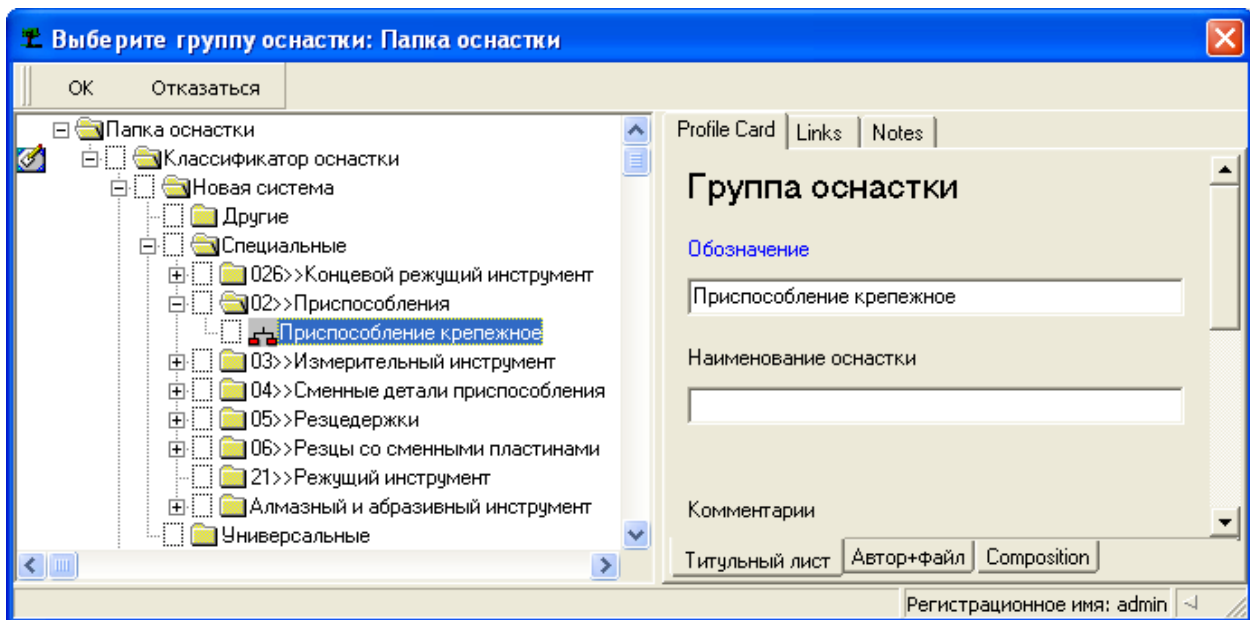 Выберите группу оснастки: Папка оснастки
OK Отказаться
Папка оснастки
Классификатор оснастки
Новая система
Другие
Специальные
026>>Концевой режущий инструмент
02>>Приспособления
Приспособление крепежное
03>>Измерительный инструмент
04>>Сменные детали приспособления
05>>Резцедержки
06>>Резцы со сменными пластинами
21>>Режущий инструмент
Алмазный и абразивный инструмент
Универсальные
Profile Card Links Notes
Группа оснастки
Обозначение
Приспособление крепежное
Наименование оснастки
Комментарии
Титульный лист Автор+файл Composition
Регистрационное имя: admin